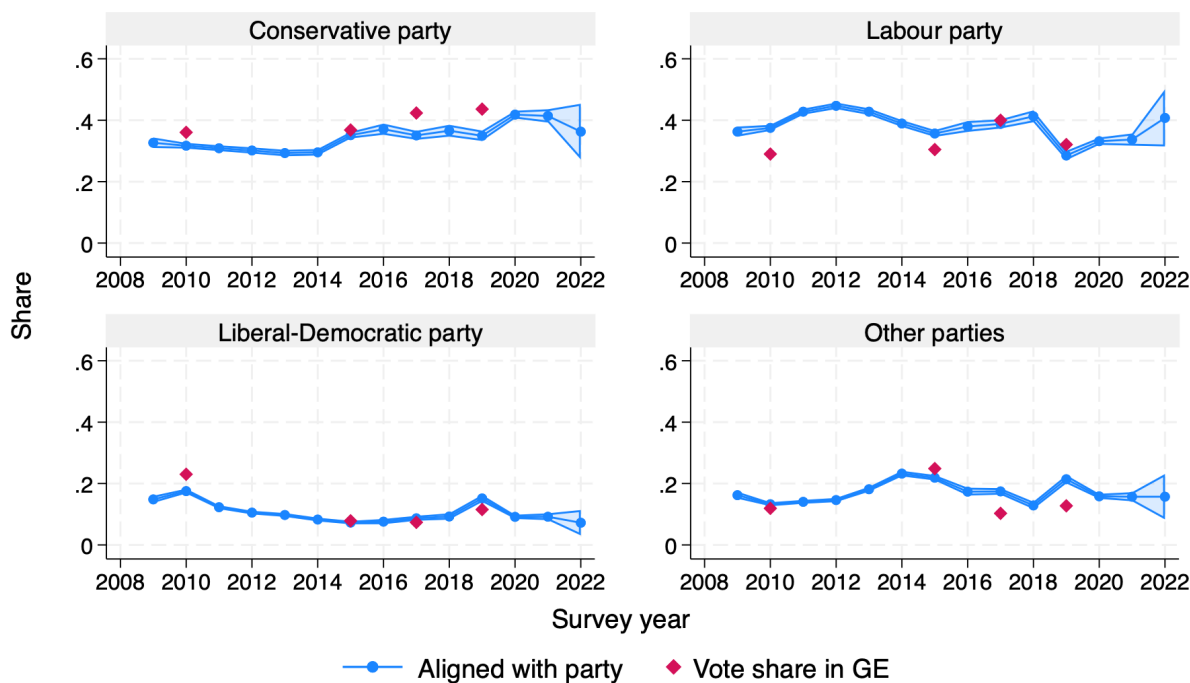 Conservative party
Labour party
.6
.4
.2
0
2008 2010 2012 2014 2016 2018 2020 2022
.6
.4
.2
0
2008 2010 2012 2014 2016 2018 2020 2022
Share
Liberal-Democratic party
Other parties
.6
.4
.2
0
2008 2010 2012 2014 2016 2018 2020 2022
.6
.4
.2
0
2008 2010 2012 2014 2016 2018 2020 2022
Survey year
Aligned with party
Vote share in GE